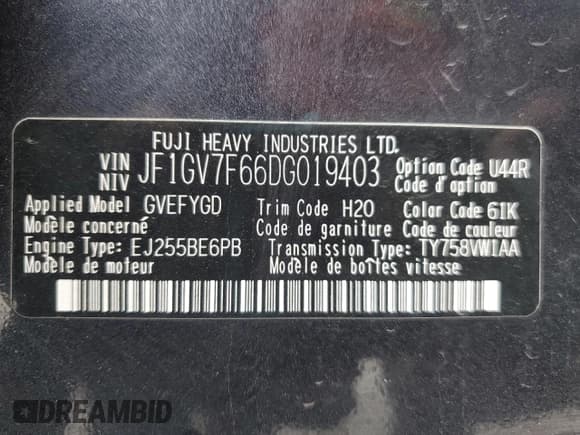 FUJI HEAVY INDUSTRIES LTD.
VIN NIV JF1GV7F66DG019403 Option Code U44R
Code d'option
Applied Model GVEFYGD Trim Code H20 Color Code 61K
Modèle concerné Code de garniture Code de couleur
Engine Type: EJ255BE6PB Transmission Type: TY758VW1AA
Modèle de moteur Modèle de boîtes vitesse
DREAMBID